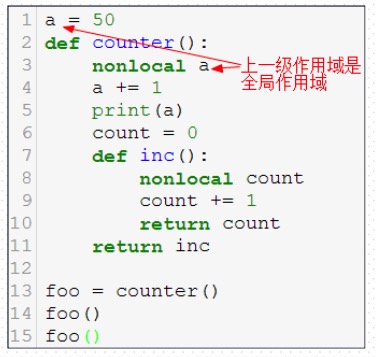 1 a = 50
2 def counter():
3     nonlocal a 上一级作用域是
4     a += 1 全局作用域
5     print(a)
6     count = 0
7     def inc():
8         nonlocal count
9         count += 1
10         return count
11     return inc
12
13 foo = counter()
14 foo()
15 foo()